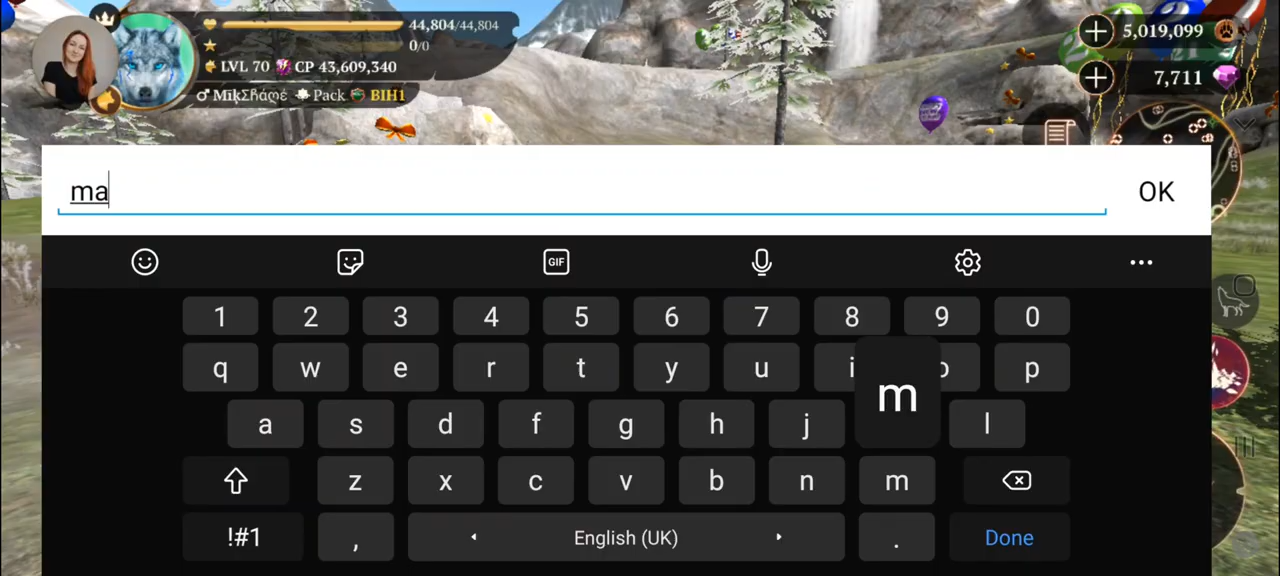 44,804/44,804
0/0
LVL 70 CP 43,609,340
Pack BIH1
5,019,099
7,711
ma
OK
GIF
1 2 3 4 5 6 7 8 9 0
q w e r t y u i o p
a s d f g h j m l
z x c v b n m
!#1 , English (UK) . Done